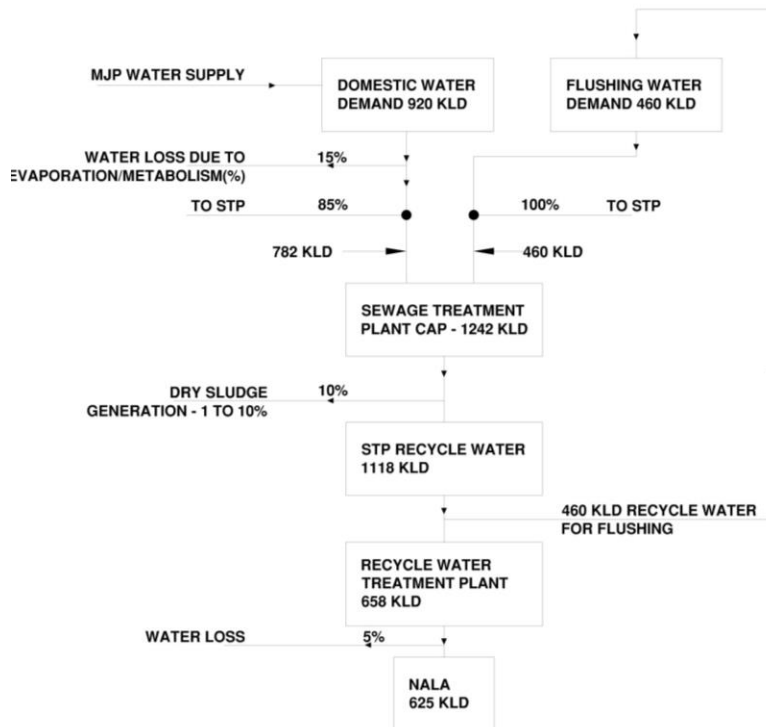 MJP WATER SUPPLY
DOMESTIC WATER
DEMAND 920 KLD
FLUSHING WATER
DEMAND 460 KLD
WATER LOSS DUE TO
EVAPORATION/METABOLISM(%)
15%
TO STP
85%
100%
TO STP
782 KLD
460 KLD
SEWAGE TREATMENT
PLANT CAP - 1242 KLD
DRY SLUDGE
GENERATION - 1 TO 10%
10%
STP RECYCLE WATER
1118 KLD
460 KLD RECYCLE WATER
FOR FLUSHING
RECYCLE WATER
TREATMENT PLANT
658 KLD
WATER LOSS
5%
NALA
625 KLD